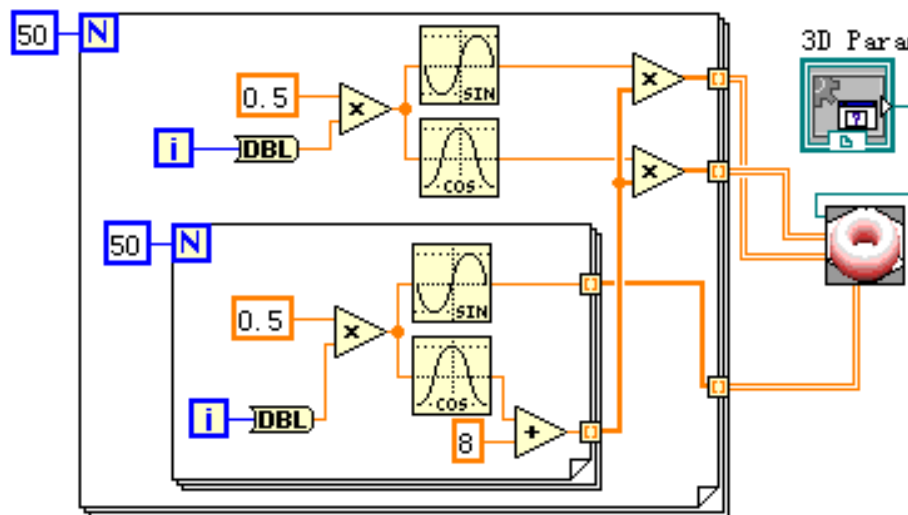 50 N
3D Para
SIN
0.5
×
×
i DBL
COS
×
50 N
SIN
0.5
×
i DBL
COS
8
+
?